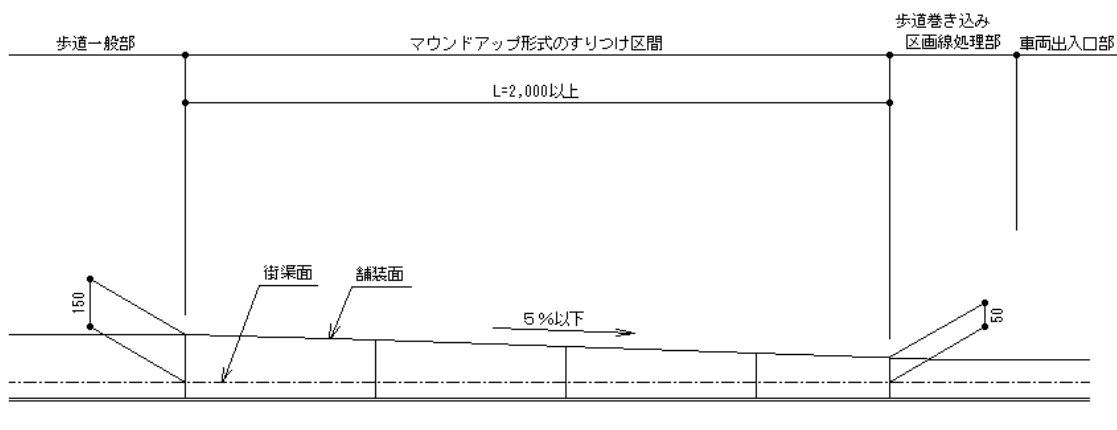 歩道一般部
マウンドアップ形式のすりつけ区間
歩道巻き込み
区画線処理部
車両出入口部
L=2,000以上
街渠面
舗装面
5%以下
150
50